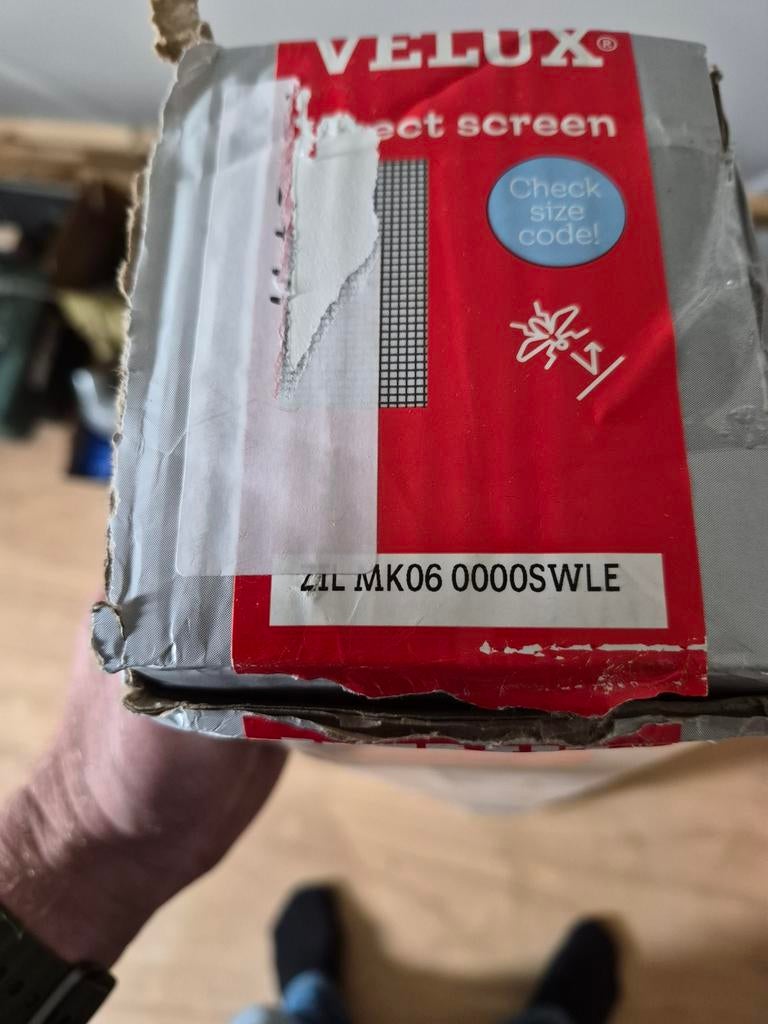 VELUX®
screen
Check
size
code!
ZIL MK06 0000SWLE